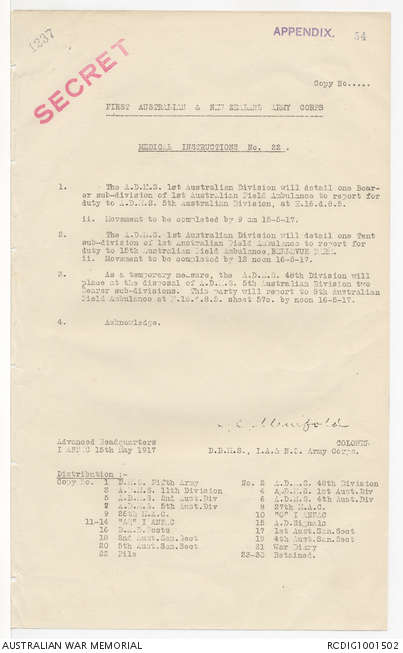 1237
SECRET
APPENDIX. 54
Copy No.....
FIRST AUSTRALIAN & NEW ZEALAND ARMY CORPS
MEDICAL INSTRUCTIONS No. 22.
1. The A.D.M.S. 1st Australian Division will detail one Bear-
er sub-division of 1st Australian Field Ambulance to report for
duty to A.D.M.S. 5th Australian Division, at H.16.d.8.5.
ii. Movement to be completed by 9 am 16-5-17.
2. The A.D.M.S. 1st Australian Division will detail one Tent
sub-division of 1st Australian Field Ambulance to report for
duty to 15th Australian Field Ambulance,
ii. Movement to be completed by 12 noon 16-5-17.
3. As a temporary measure, the A.D.M.S. 48th Division will
place at the disposal of A.D.M.S. 5th Australian Division two
Bearer sub-divisions. This party will report to 8th Australian
Field Ambulance at sheet 57c. by noon 16-5-17.
4. Acknowledge.
C Manifold
Advanced Headquarters COLONEL
I ANZAC 15th May 1917 D.D.M.S., I.A.& N.Z. Army Corps.
Distribution :-
Copy No. 1 D.M.S. Fifth Army No. 2 A.D.M.S. 48th Division
3 A.D.M.S. 11th Division 4 A.D.M.S. 1st Aust.Div
5 A.D.M.S. 2nd Aust.Div 6 A.D.M.S. 4th Aust.Div
7 A.D.M.S. 5th Aust.Div 8 27th M.A.C.
9 M.A.C. 10 "Q" I ANZAC
11-14 "AQ" I ANZAC 15 A.D.Signals
16 17 1st Aust.San.Sect
18 2nd Aust.San.Sect 19 4th Aust.San.Sect
20 5th Aust.San.Sect 21 War Diary
22 File 23-30 Retained.
AUSTRALIAN WAR MEMORIAL RCDIG1001502